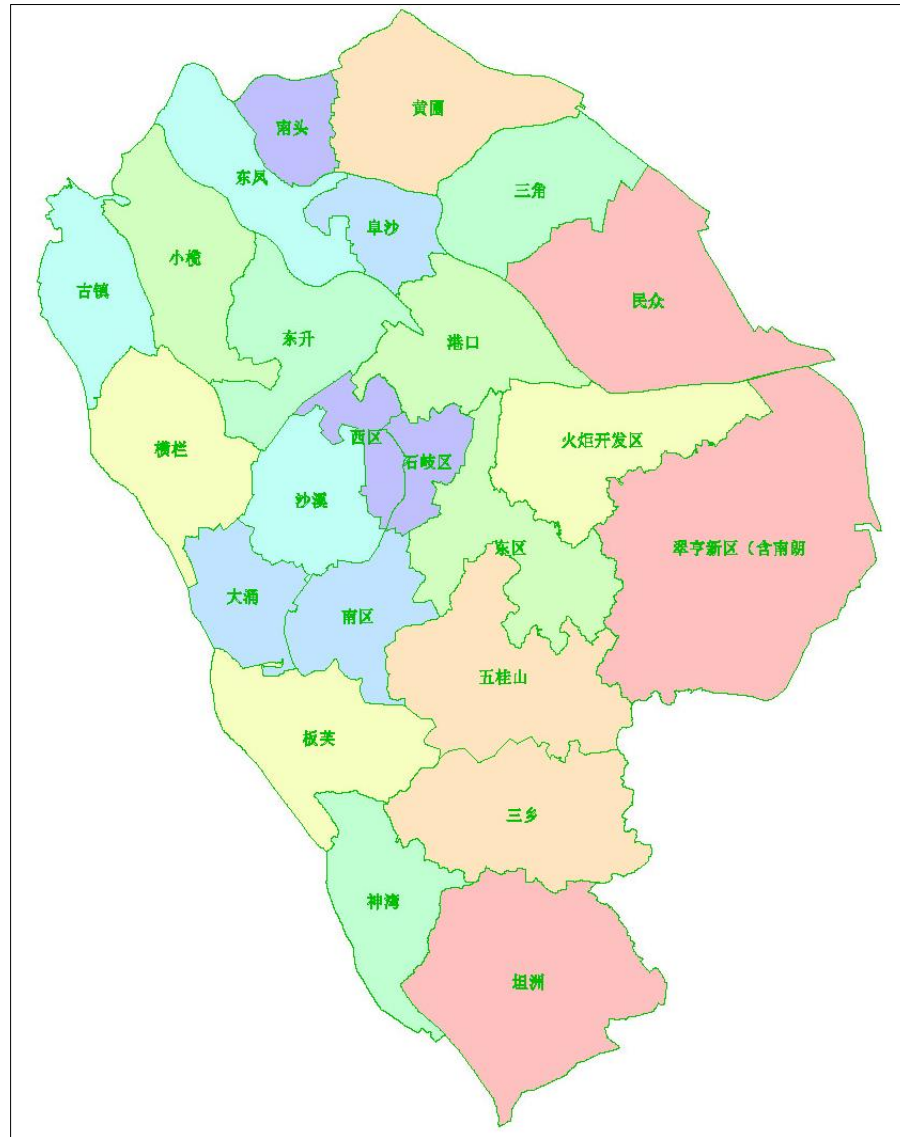 黄圃
南头
东凤
三角
阜沙
小榄
古镇
民众
东升
港口
西区
火炬开发区
横栏
石岐区
沙溪
东区
翠亨新区（含南朗
大涌
南区
五桂山
板芙
三乡
神湾
坦洲